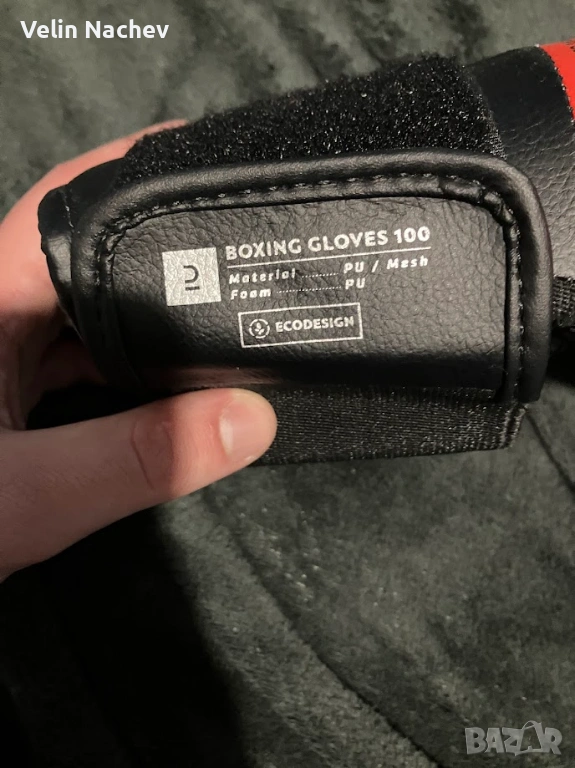 Velin Nachev
BOXING GLOVES 100
Material .......... PU / Mesh
Foam ................ PU
ECODESIGN
BAZAR